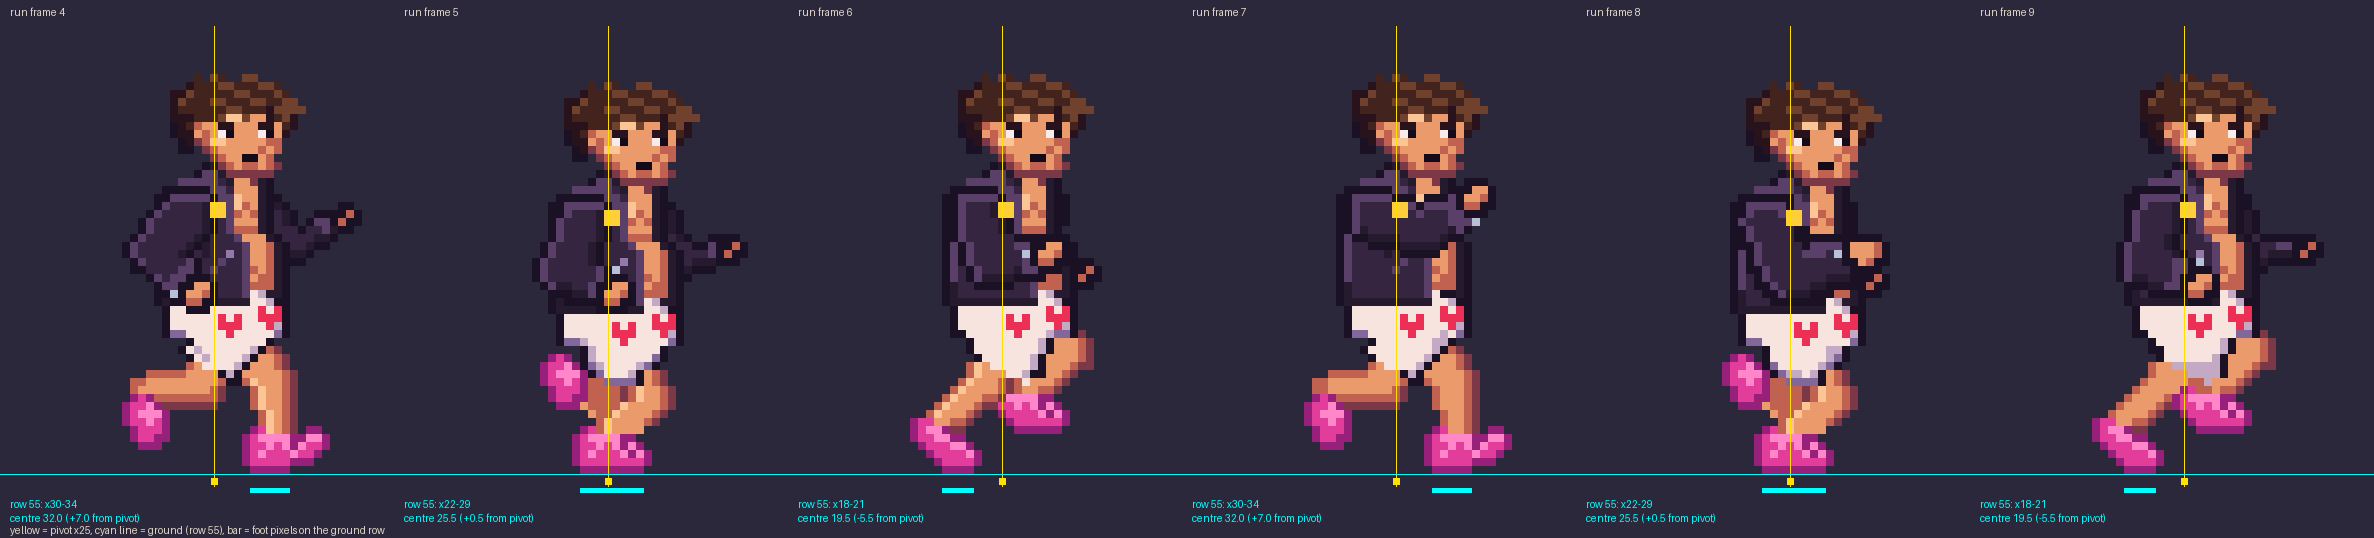 run frame 4
run frame 5
run frame 6
run frame 7
run frame 8
run frame 9
row 55: x30-34
centre 32.0 (+7.0 from pivot)
row 55: x22-29
centre 25.5 (+0.5 from pivot)
row 55: x18-21
centre 19.5 (-5.5 from pivot)
row 55: x30-34
centre 32.0 (+7.0 from pivot)
row 55: x22-29
centre 25.5 (+0.5 from pivot)
row 55: x18-21
centre 19.5 (-5.5 from pivot)
yellow = pivot x25, cyan line = ground (row 55), bar = foot pixels on the ground row